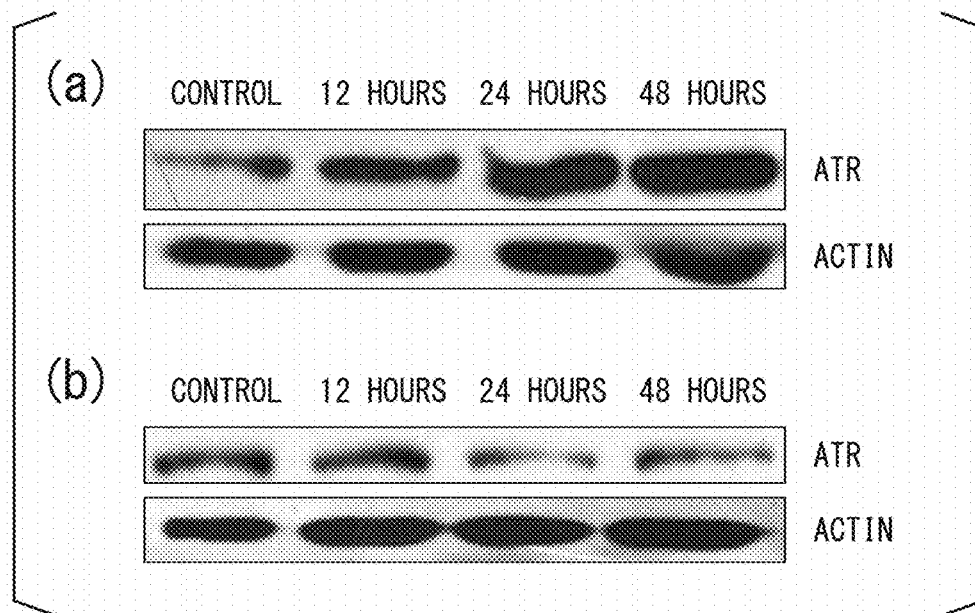 (a)
CONTROL 12 HOURS 24 HOURS 48 HOURS
ATR
ACTIN
(b)
CONTROL 12 HOURS 24 HOURS 48 HOURS
ATR
ACTIN